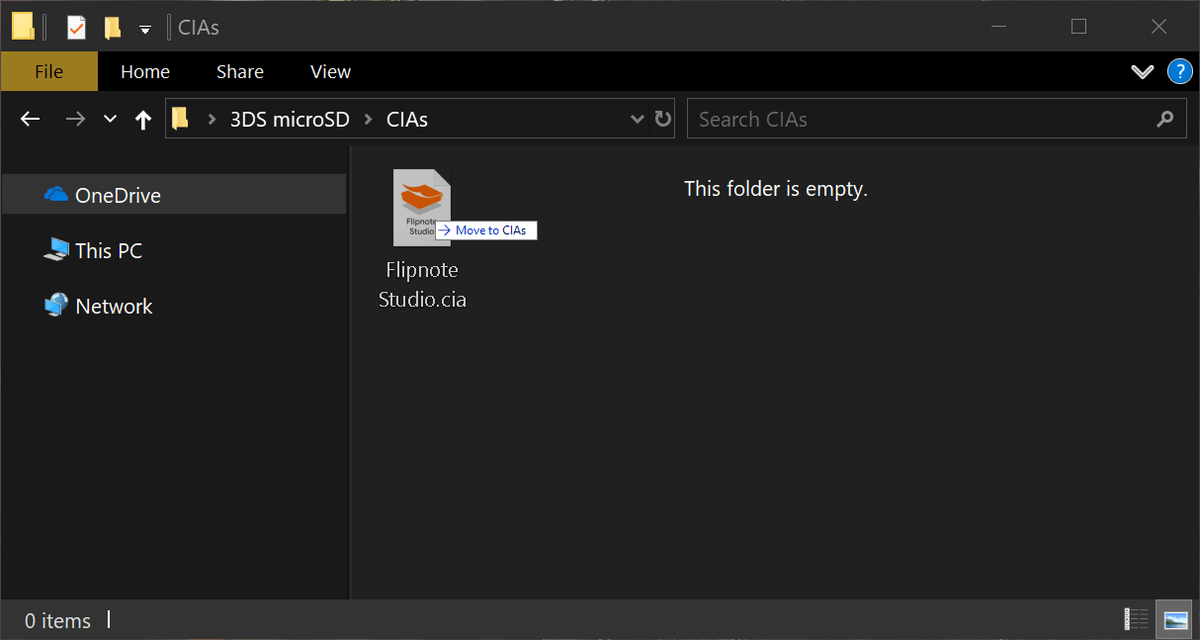 CIAs
File Home Share View ?
3DS microSD CIAs Search CIAs
OneDrive
This PC
Network
This folder is empty.
Flipnote
Studio
Move to CIAs
Flipnote
Studio.cia
0 items